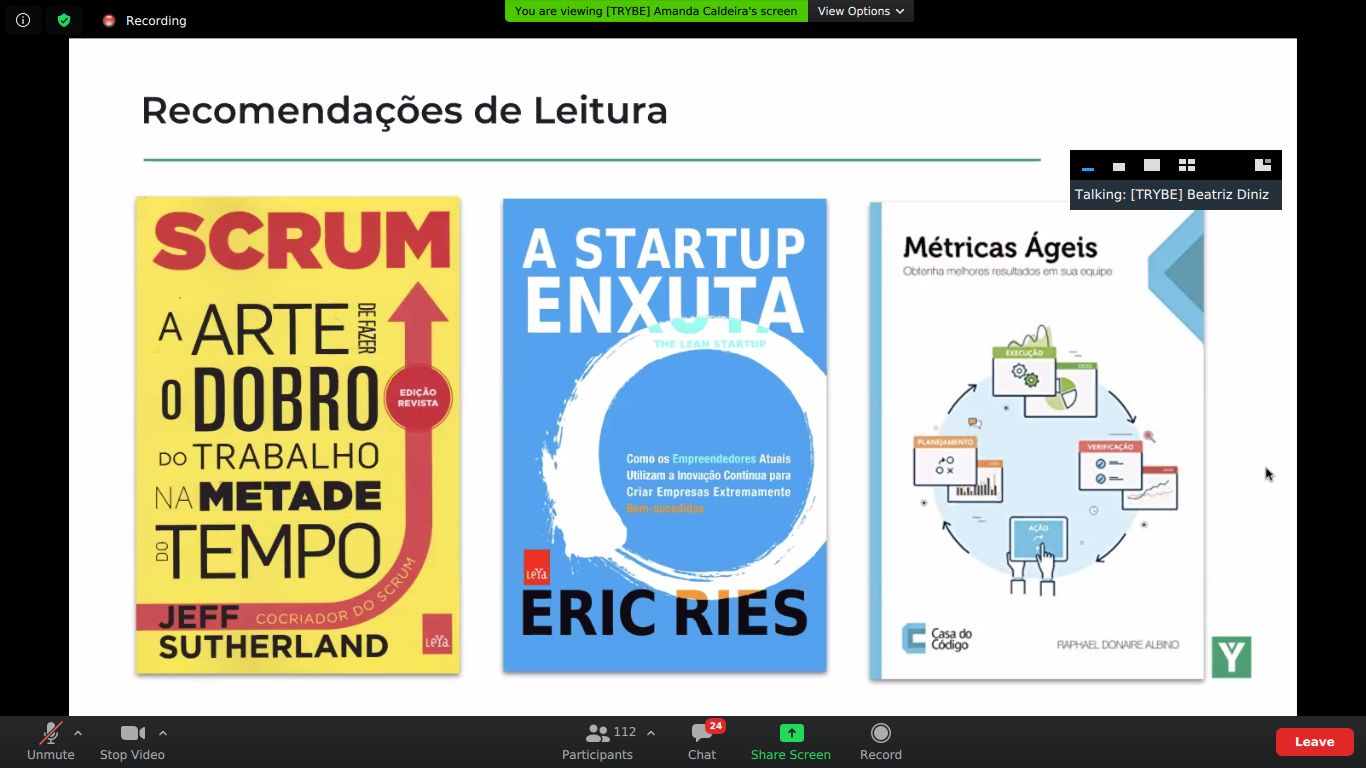 Recording
You are viewing [TRYBE] Amanda Caldeira's screen
View Options
Recomendações de Leitura
Talking: [TRYBE] Beatriz Diniz
SCRUM
A ARTE DE FAZER
O DOBRO
DO TRABALHO
NA METADE
DO TEMPO
EDIÇÃO
REVISTA
JEFF
SUTHERLAND
COCRIADOR DO SCRUM
LeYa
A STARTUP
ENXUTA
THE LEAN STARTUP
Como os Empreendedores Atuais
Utilizam a Inovação Contínua para
Criar Empresas Extremamente
Bem-sucedidas
LeYa
ERIC RIES
Métricas Ágeis
Obtenha melhores resultados em sua equipe
EXECUÇÃO
PLANEJAMENTO
VERIFICAÇÃO
AÇÃO
Casa do
Código
RAPHAEL DONAIRE ALBINO
Y
Unmute
Stop Video
Participants
112
Chat
24
Share Screen
Record
Leave